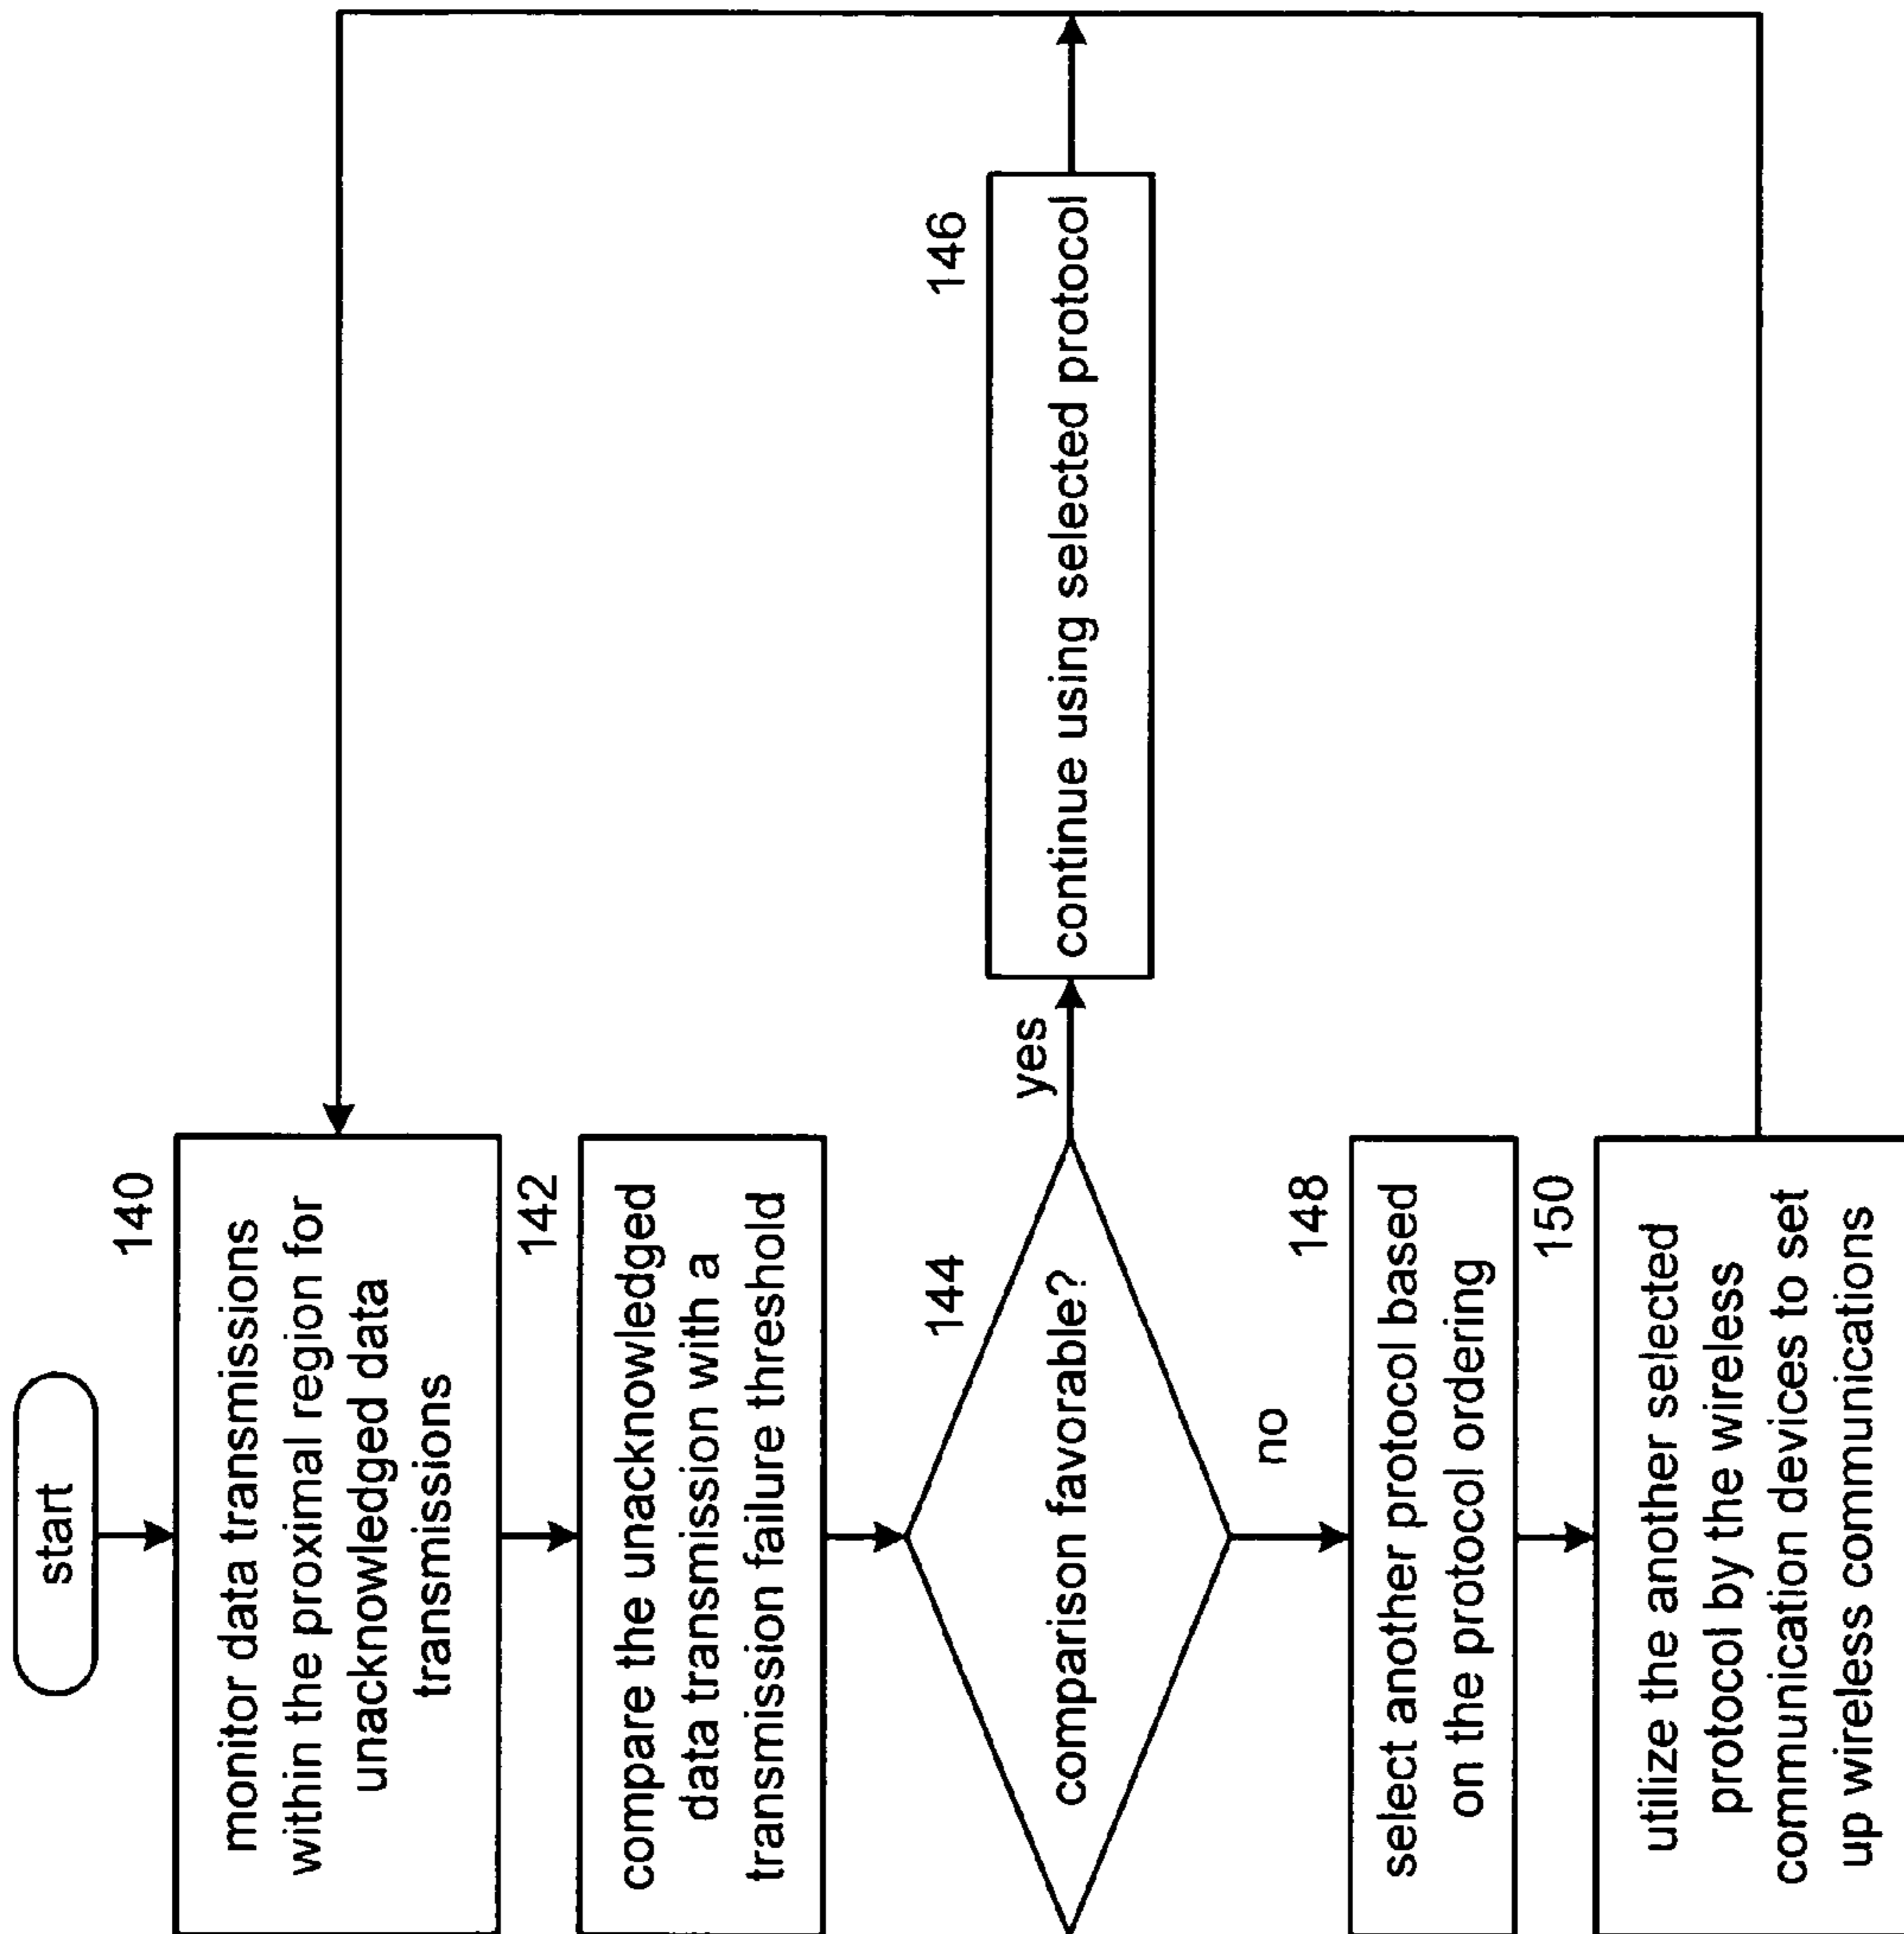 start
140
monitor data transmissions
within the proximal region for
unacknowledged data
transmissions
142
compare the unacknowledged
data transmission with a
transmission failure threshold
144
comparison favorable?
yes
146
continue using selected protocol
no
148
select another protocol based
on the protocol ordering
150
utilize the another selected
protocol by the wireless
communication devices to set
up wireless communications